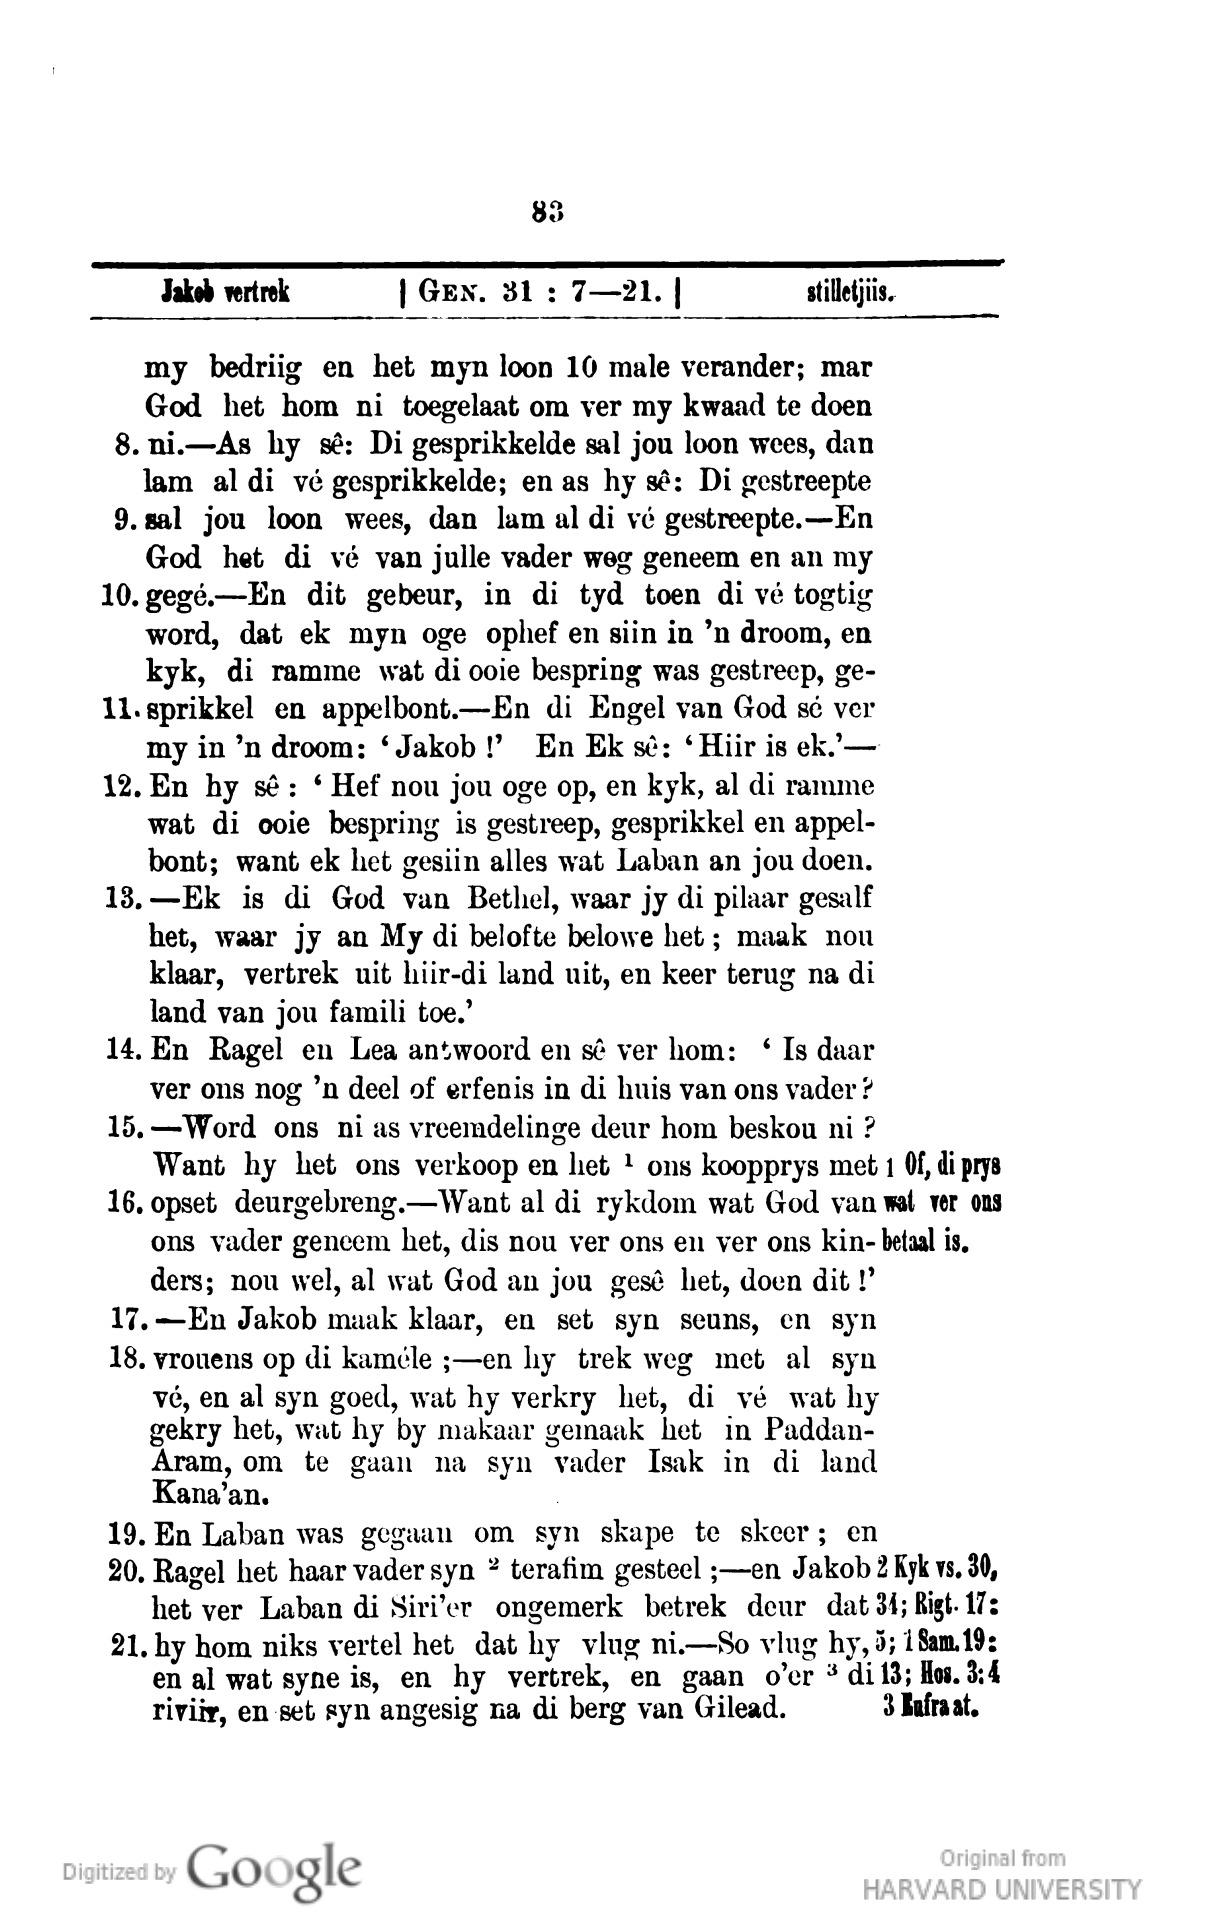 83
Jakob vertrek | GEN. 31 : 7—21. | stilletjiis.
my bedriig en het myn loon 10 male verander; mar
God het hom ni toegelaat om ver my kwaad te doen
8. ni.—As hy sê: Di gesprikkelde sal jou loon wees, dan
lam al di vé gesprikkelde; en as hy sê: Di gestreepte
9. sal jou loon wees, dan lam al di vé gestreepte.—En
God het di vé van julle vader weg geneem en an my
10. gegé.—En dit gebeur, in di tyd toen di vé togtig
word, dat ek myn oge ophef en siin in 'n droom, en
kyk, di ramme wat di ooie bespring was gestreep, ge-
11. sprikkel en appelbont.—En di Engel van God sé ver
my in 'n droom: ‘Jakob !’ En Ek sê: ‘Hiir is ek.’—
12. En hy sê : ‘ Hef nou jou oge op, en kyk, al di ramme
wat di ooie bespring is gestreep, gesprikkel en appel-
bont; want ek het gesiin alles wat Laban an jou doen.
13. —Ek is di God van Bethel, waar jy di pilaar gesalf
het, waar jy an My di belofte belowe het ; maak nou
klaar, vertrek uit hiir-di land uit, en keer terug na di
land van jou famili toe.’
14. En Ragel en Lea antwoord en sê ver hom: ‘ Is daar
ver ons nog 'n deel of erfenis in di huis van ons vader?
15. —Word ons ni as vreemdelinge deur hom beskou ni ?
Want hy het ons verkoop en het ¹ ons koopprys met 1 Of, di prys
16. opset deurgebreng.—Want al di rykdom wat God van wat ver ons
ons vader geneem het, dis nou ver ons en ver ons kin- betaal is.
ders; nou wel, al wat God an jou gesê het, doen dit !’
17. —En Jakob maak klaar, en set syn seuns, en syn
18. vrouens op di kaméle ;—en hy trek weg met al syn
vé, en al syn goed, wat hy verkry het, di vé wat hy
gekry het, wat hy by makaar gemaak het in Paddan-
Aram, om te gaan na syn vader Isak in di land
Kana'an.
19. En Laban was gegaan om syn skape te skeer ; en
20. Ragel het haar vader syn ² terafim gesteel ;—en Jakob 2 Kyk vs. 30,
het ver Laban di Siri'er ongemerk betrek deur dat 34; Rigt. 17:
21. hy hom niks vertel het dat hy vlug ni.—So vlug hy, 5; 1 Sam. 19:
en al wat syne is, en hy vertrek, en gaan o'er ³ di 13; Hos. 3:4
riviir, en set syn angesig na di berg van Gilead. 3 Eufraat.
Digitized by Google
Original from
HARVARD UNIVERSITY